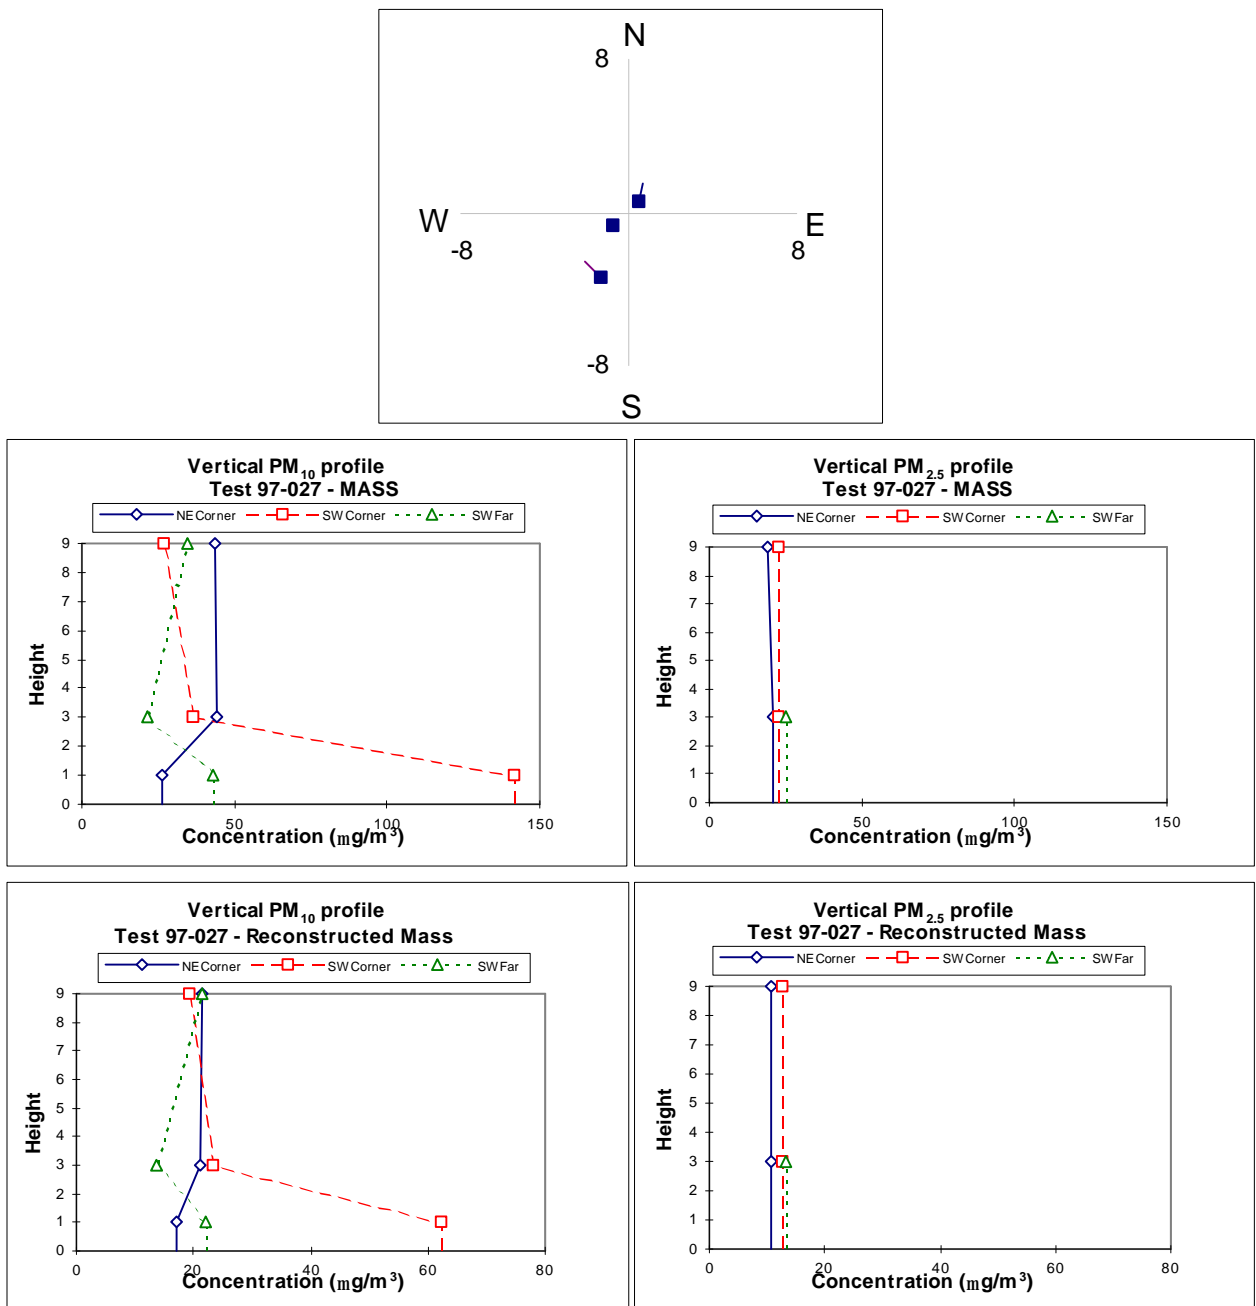 N
8
W
E
-8
8
-8
S
Vertical PM10 profile
Test 97-027 - MASS
NE Corner SW Corner SW Far
9
8
7
6
5
4
3
2
1
0
Height
0 50 100 150
Concentration (mg/m³)
Vertical PM2.5 profile
Test 97-027 - MASS
NE Corner SW Corner SW Far
9
8
7
6
5
4
3
2
1
0
Height
0 50 100 150
Concentration (mg/m³)
Vertical PM10 profile
Test 97-027 - Reconstructed Mass
NE Corner SW Corner SW Far
9
8
7
6
5
4
3
2
1
0
Height
0 20 40 60 80
Concentration (mg/m³)
Vertical PM2.5 profile
Test 97-027 - Reconstructed Mass
NE Corner SW Corner SW Far
9
8
7
6
5
4
3
2
1
0
Height
0 20 40 60 80
Concentration (mg/m³)